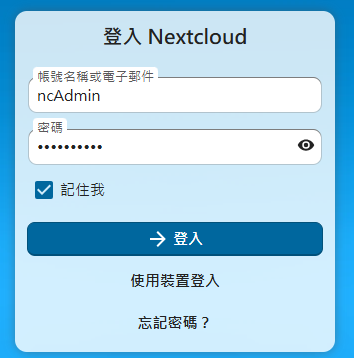 登入 Nextcloud
帳號名稱或電子郵件
ncAdmin
密碼
••••••••••
記住我
登入
使用裝置登入
忘記密碼？